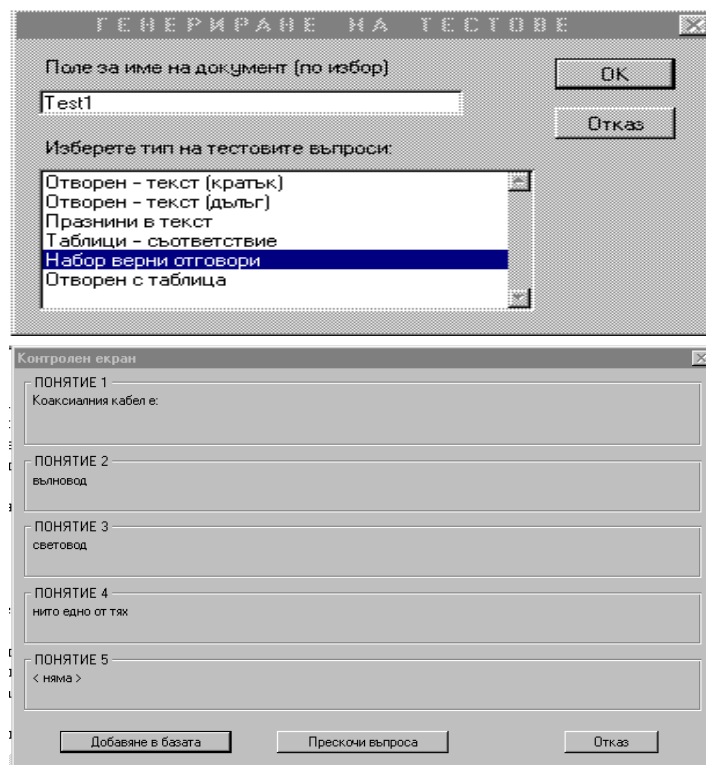 ГЕНЕРИРАНЕ НА ТЕСТОВЕ
Поле за име на документ (по избор)
OK
Test1
Отказ
Изберете тип на тестовите въпроси:
Отворен - текст (кратък)
Отворен - текст (дълъг)
Празнини в текст
Таблици - съответствие
Набор верни отговори
Отворен с таблица
Контролен екран
ПОНЯТИЕ 1
Коаксиалния кабел е:
ПОНЯТИЕ 2
вълновод
ПОНЯТИЕ 3
световод
ПОНЯТИЕ 4
нито едно от тях
ПОНЯТИЕ 5
< няма >
Добавяне в базата
Прескочи въпроса
Отказ